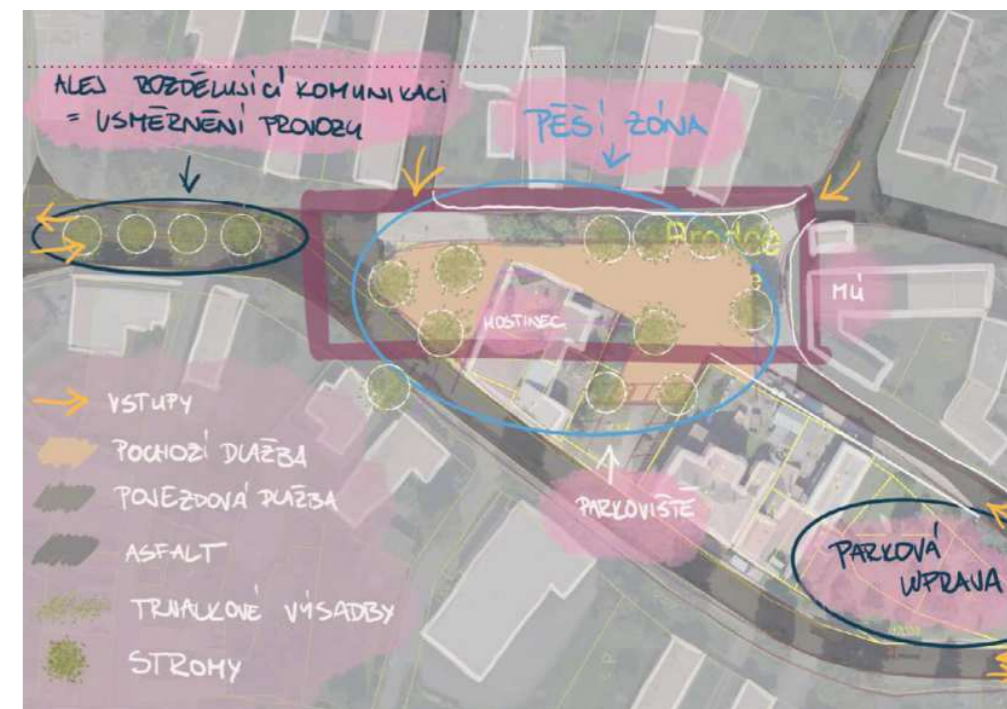 ALEJ ROZDĚLUJÍCÍ KOMUNIKACI
= USMĚRNĚNÍ PROVOZU
PĚŠÍ ZÓNA
Brodce
MÚ
HOSTINEC
VSTUPY
POCHOZÍ DLAŽBA
POJEZDOVÁ DLAŽBA
PARKOVIŠTĚ
ASFALT
PARKOVÁ
ÚPRAVA
TRVALKOVÉ VÝSADBY
STROMY